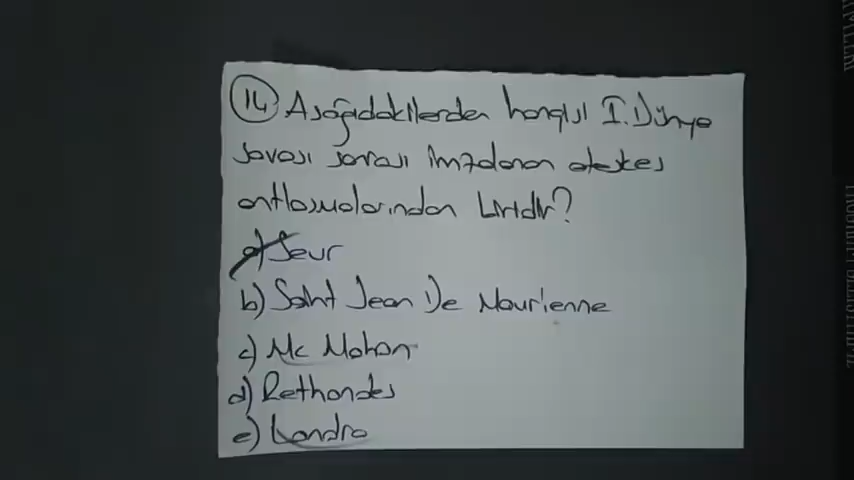 14 Aşağıdakilerden hangisi I. Dünya
Savaşı sonrası imzalanan ateşkes
antlaşmalarından biridir?
a) Sevr
b) Saint Jean De Maurienne
c) Mc Mahon
d) Rethondes
e) Londra